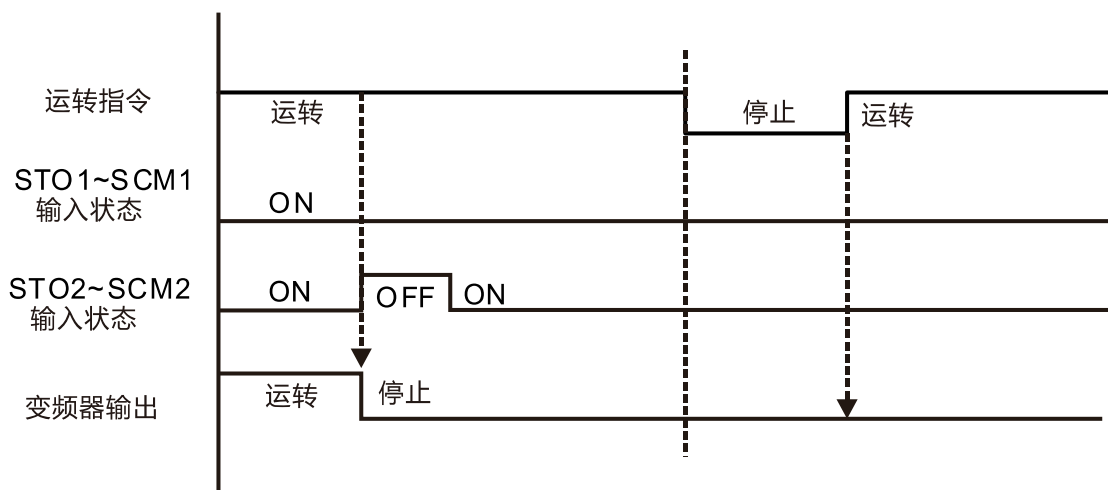 运转指令
运转
停止
运转
STO1~SCM1
输入状态
ON
STO2~SCM2
输入状态
ON
OFF
ON
变频器输出
运转
停止